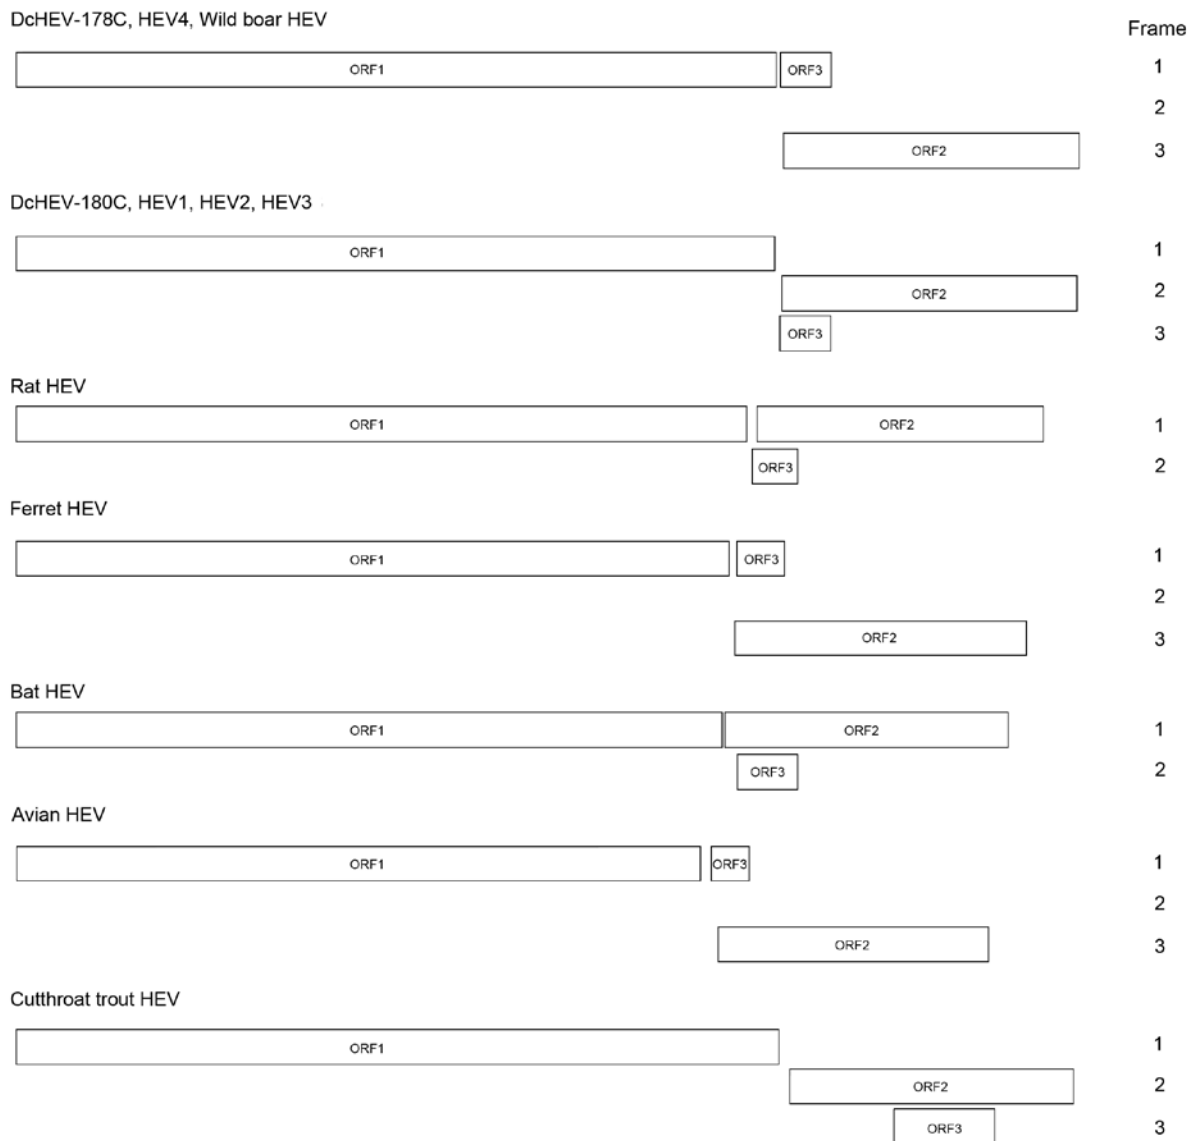 DcHEV-178C, HEV4, Wild boar HEV
Frame
ORF1 ORF3 1
2
ORF2 3
DcHEV-180C, HEV1, HEV2, HEV3
ORF1 1
ORF2 2
ORF3 3
Rat HEV
ORF1 ORF2 1
ORF3 2
Ferret HEV
ORF1 ORF3 1
2
ORF2 3
Bat HEV
ORF1 ORF2 1
ORF3 2
Avian HEV
ORF1 ORF3 1
2
ORF2 3
Cutthroat trout HEV
ORF1 1
ORF2 2
ORF3 3